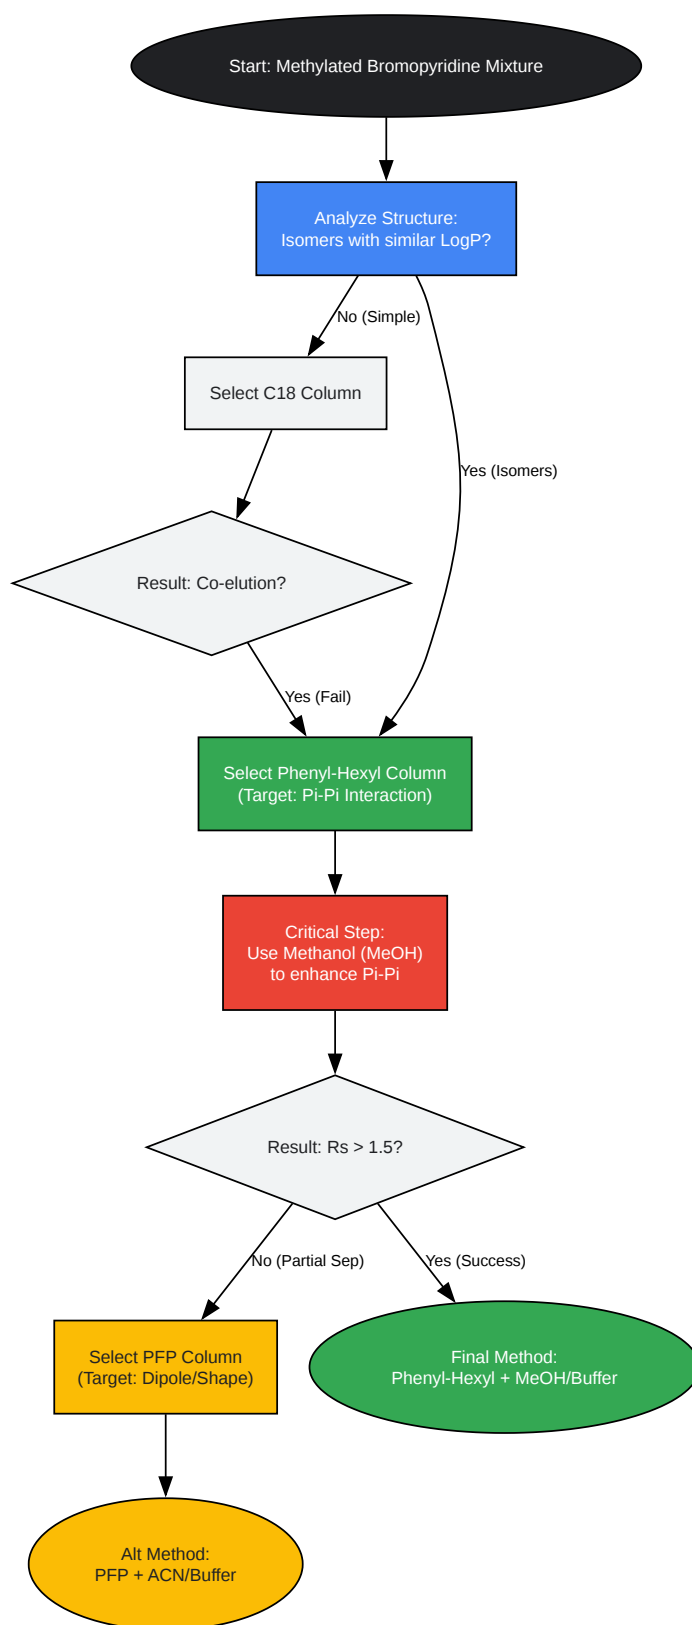 Start: Methylated Bromopyridine Mixture
Analyze Structure:
Isomers with similar LogP?
No (Simple)
Select C18 Column
Yes (Isomers)
Result: Co-elution?
Yes (Fail)
Select Phenyl-Hexyl Column
(Target: Pi-Pi Interaction)
Critical Step:
Use Methanol (MeOH)
to enhance Pi-Pi
Result: Rs > 1.5?
No (Partial Sep)
Yes (Success)
Select PFP Column
(Target: Dipole/Shape)
Final Method:
Phenyl-Hexyl + MeOH/Buffer
Alt Method:
PFP + ACN/Buffer